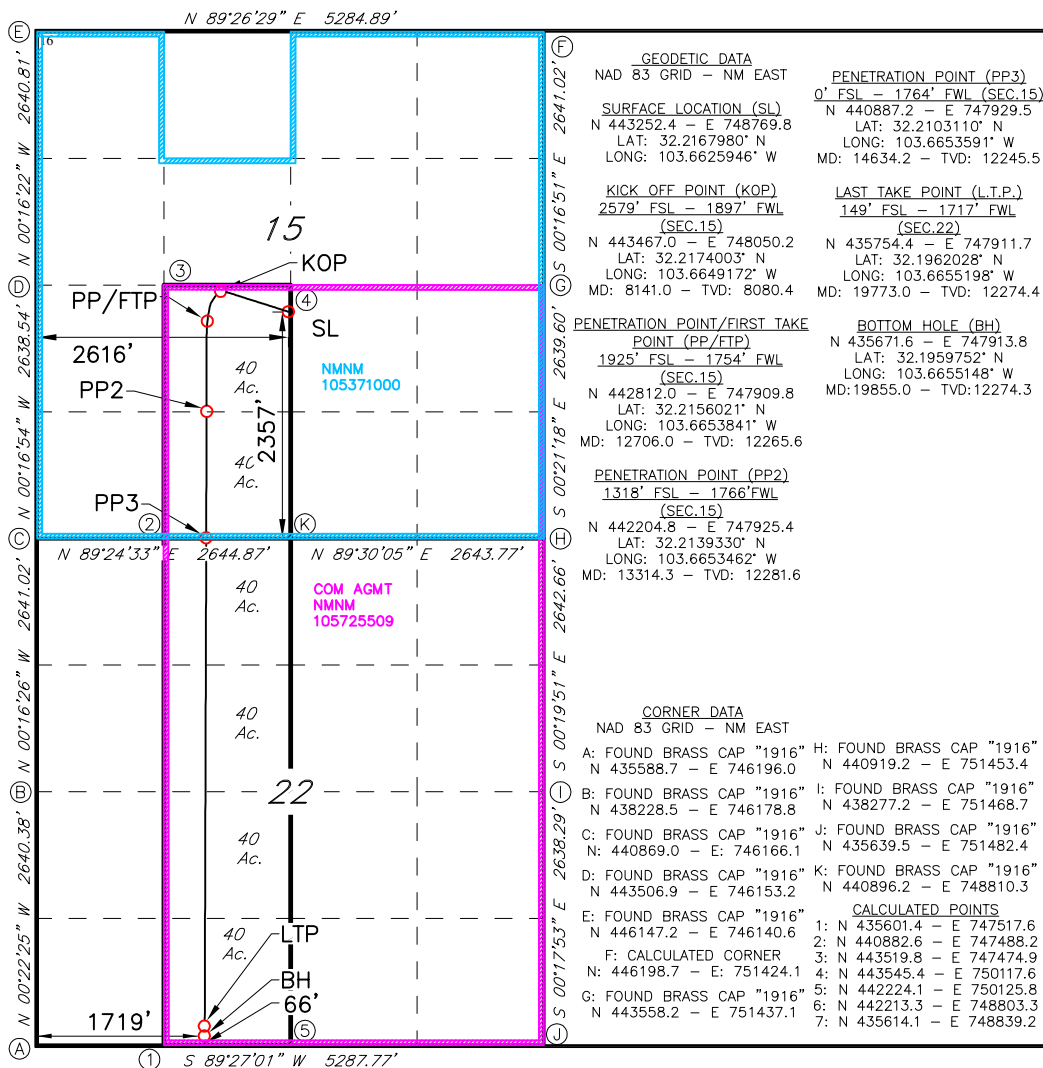 N 89°26'29" E 5284.89'
E
16
F
2640.81'
N 00°16'22" W
2641.02'
S 00°16'51" E
15
3
KOP
D
G
PP/FTP
4
SL
2638.54'
N 00°16'54" W
2616'
40
Ac.
NMNM
105371000
PP2
2357'
2639.60'
S 00°21'18" E
40
Ac.
PP3
2
K
C
H
N 89°24'33" E 2644.87'
N 89°30'05" E 2643.77'
2641.02'
N 00°16'26" W
40
Ac.
COM AGMT
NMNM
105725509
2642.66'
S 00°19'51" E
40
Ac.
B
22
I
2640.38'
N 00°22'25" W
40
Ac.
2638.29'
S 00°17'53" E
40
Ac.
LTP
BH
66'
1719'
5
A
J
1
S 89°27'01" W 5287.77'
GEODETIC DATA
NAD 83 GRID – NM EAST
SURFACE LOCATION (SL)
N 443252.4 – E 748769.8
LAT: 32.2167980° N
LONG: 103.6625946° W
KICK OFF POINT (KOP)
2579' FSL – 1897' FWL
(SEC.15)
N 443467.0 – E 748050.2
LAT: 32.2174003° N
LONG: 103.6649172° W
MD: 8141.0 – TVD: 8080.4
PENETRATION POINT/FIRST TAKE
POINT (PP/FTP)
1925' FSL – 1754' FWL
(SEC.15)
N 442812.0 – E 747909.8
LAT: 32.2156021° N
LONG: 103.6653841° W
MD: 12706.0 – TVD: 12265.6
PENETRATION POINT (PP2)
1318' FSL – 1766'FWL
(SEC.15)
N 442204.8 – E 747925.4
LAT: 32.2139330° N
LONG: 103.6653462° W
MD: 13314.3 – TVD: 12281.6
PENETRATION POINT (PP3)
0' FSL – 1764' FWL (SEC.15)
N 440887.2 – E 747929.5
LAT: 32.2103110° N
LONG: 103.6653591° W
MD: 14634.2 – TVD: 12245.5
LAST TAKE POINT (L.T.P.)
149' FSL – 1717' FWL
(SEC.22)
N 435754.4 – E 747911.7
LAT: 32.1962028° N
LONG: 103.6655198° W
MD: 19773.0 – TVD: 12274.4
BOTTOM HOLE (BH)
N 435671.6 – E 747913.8
LAT: 32.1959752° N
LONG: 103.6655148° W
MD:19855.0 – TVD:12274.3
CORNER DATA
NAD 83 GRID – NM EAST
A: FOUND BRASS CAP "1916"
N 435588.7 – E 746196.0
B: FOUND BRASS CAP "1916"
N 438228.5 – E 746178.8
C: FOUND BRASS CAP "1916"
N: 440869.0 – E: 746166.1
D: FOUND BRASS CAP "1916"
N 443506.9 – E 746153.2
E: FOUND BRASS CAP "1916"
N 446147.2 – E 746140.6
F: CALCULATED CORNER
N: 446198.7 – E: 751424.1
G: FOUND BRASS CAP "1916"
N 443558.2 – E 751437.1
H: FOUND BRASS CAP "1916"
N 440919.2 – E 751453.4
I: FOUND BRASS CAP "1916"
N 438277.2 – E 751468.7
J: FOUND BRASS CAP "1916"
N 435639.5 – E 751482.4
K: FOUND BRASS CAP "1916"
N 440896.2 – E 748810.3
CALCULATED POINTS
1: N 435601.4 – E 747517.6
2: N 440882.6 – E 747488.2
3: N 443519.8 – E 747474.9
4: N 443545.4 – E 750117.6
5: N 442224.1 – E 750125.8
6: N 442213.3 – E 748803.3
7: N 435614.1 – E 748839.2